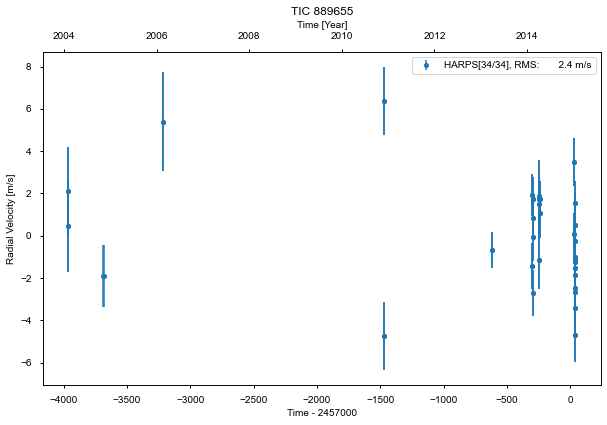 TIC 889655
Time [Year]
2004 2006 2008 2010 2012 2014
HARPS[34/34], RMS: 2.4 m/s
8
6
4
2
0
−2
−4
−6
Radial Velocity [m/s]
−4000 −3500 −3000 −2500 −2000 −1500 −1000 −500 0
Time - 2457000